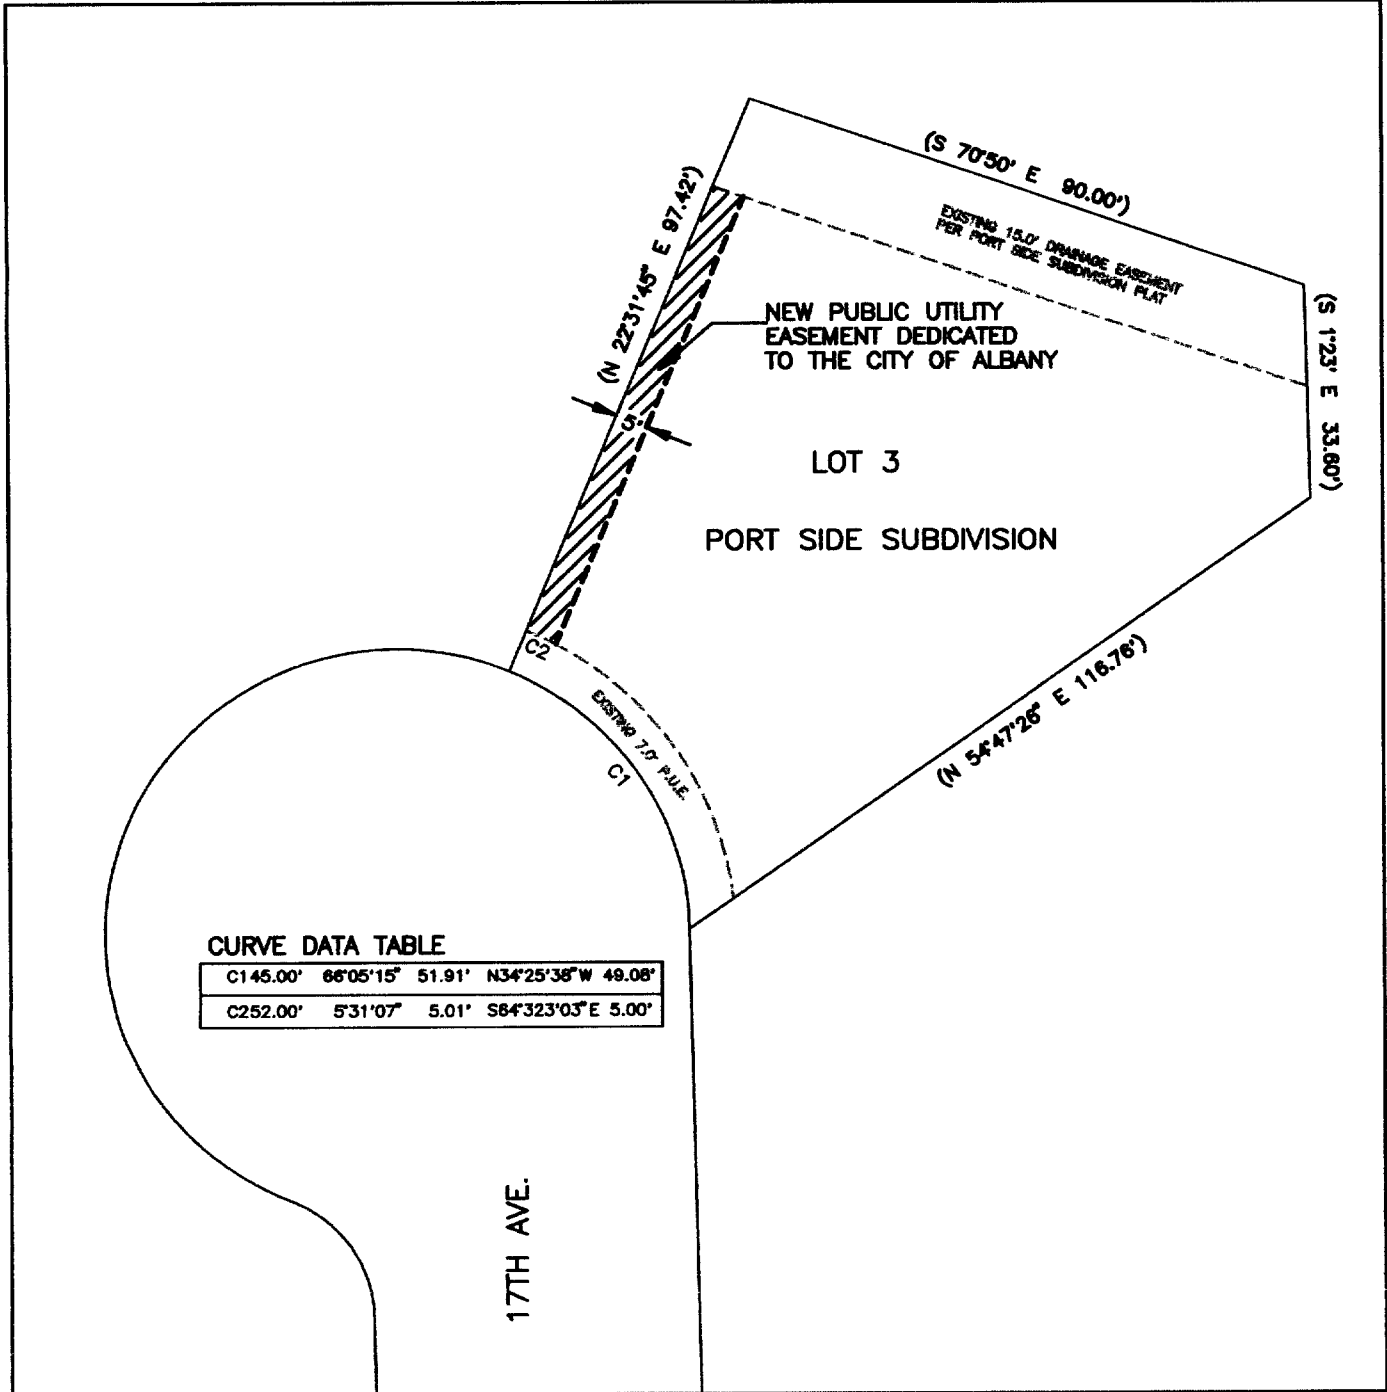 (S 70°50' E 90.00')
EXISTING 15.0' DRAINAGE EASEMENT
PER PORT SIDE SUBDIVISION PLAT
(N 22°31'45" E 97.42')
(S 1°23' E 33.60')
NEW PUBLIC UTILITY
EASEMENT DEDICATED
TO THE CITY OF ALBANY
5'
LOT 3
PORT SIDE SUBDIVISION
C2
EXISTING 7.0' P.U.E.
C1
(N 54°47'26" E 116.76')
CURVE DATA TABLE
C1 45.00' 66°05'15" 51.91' N34°25'38"W 49.08'
C2 52.00' 5°31'07" 5.01' S64°323'03"E 5.00'
17TH AVE.